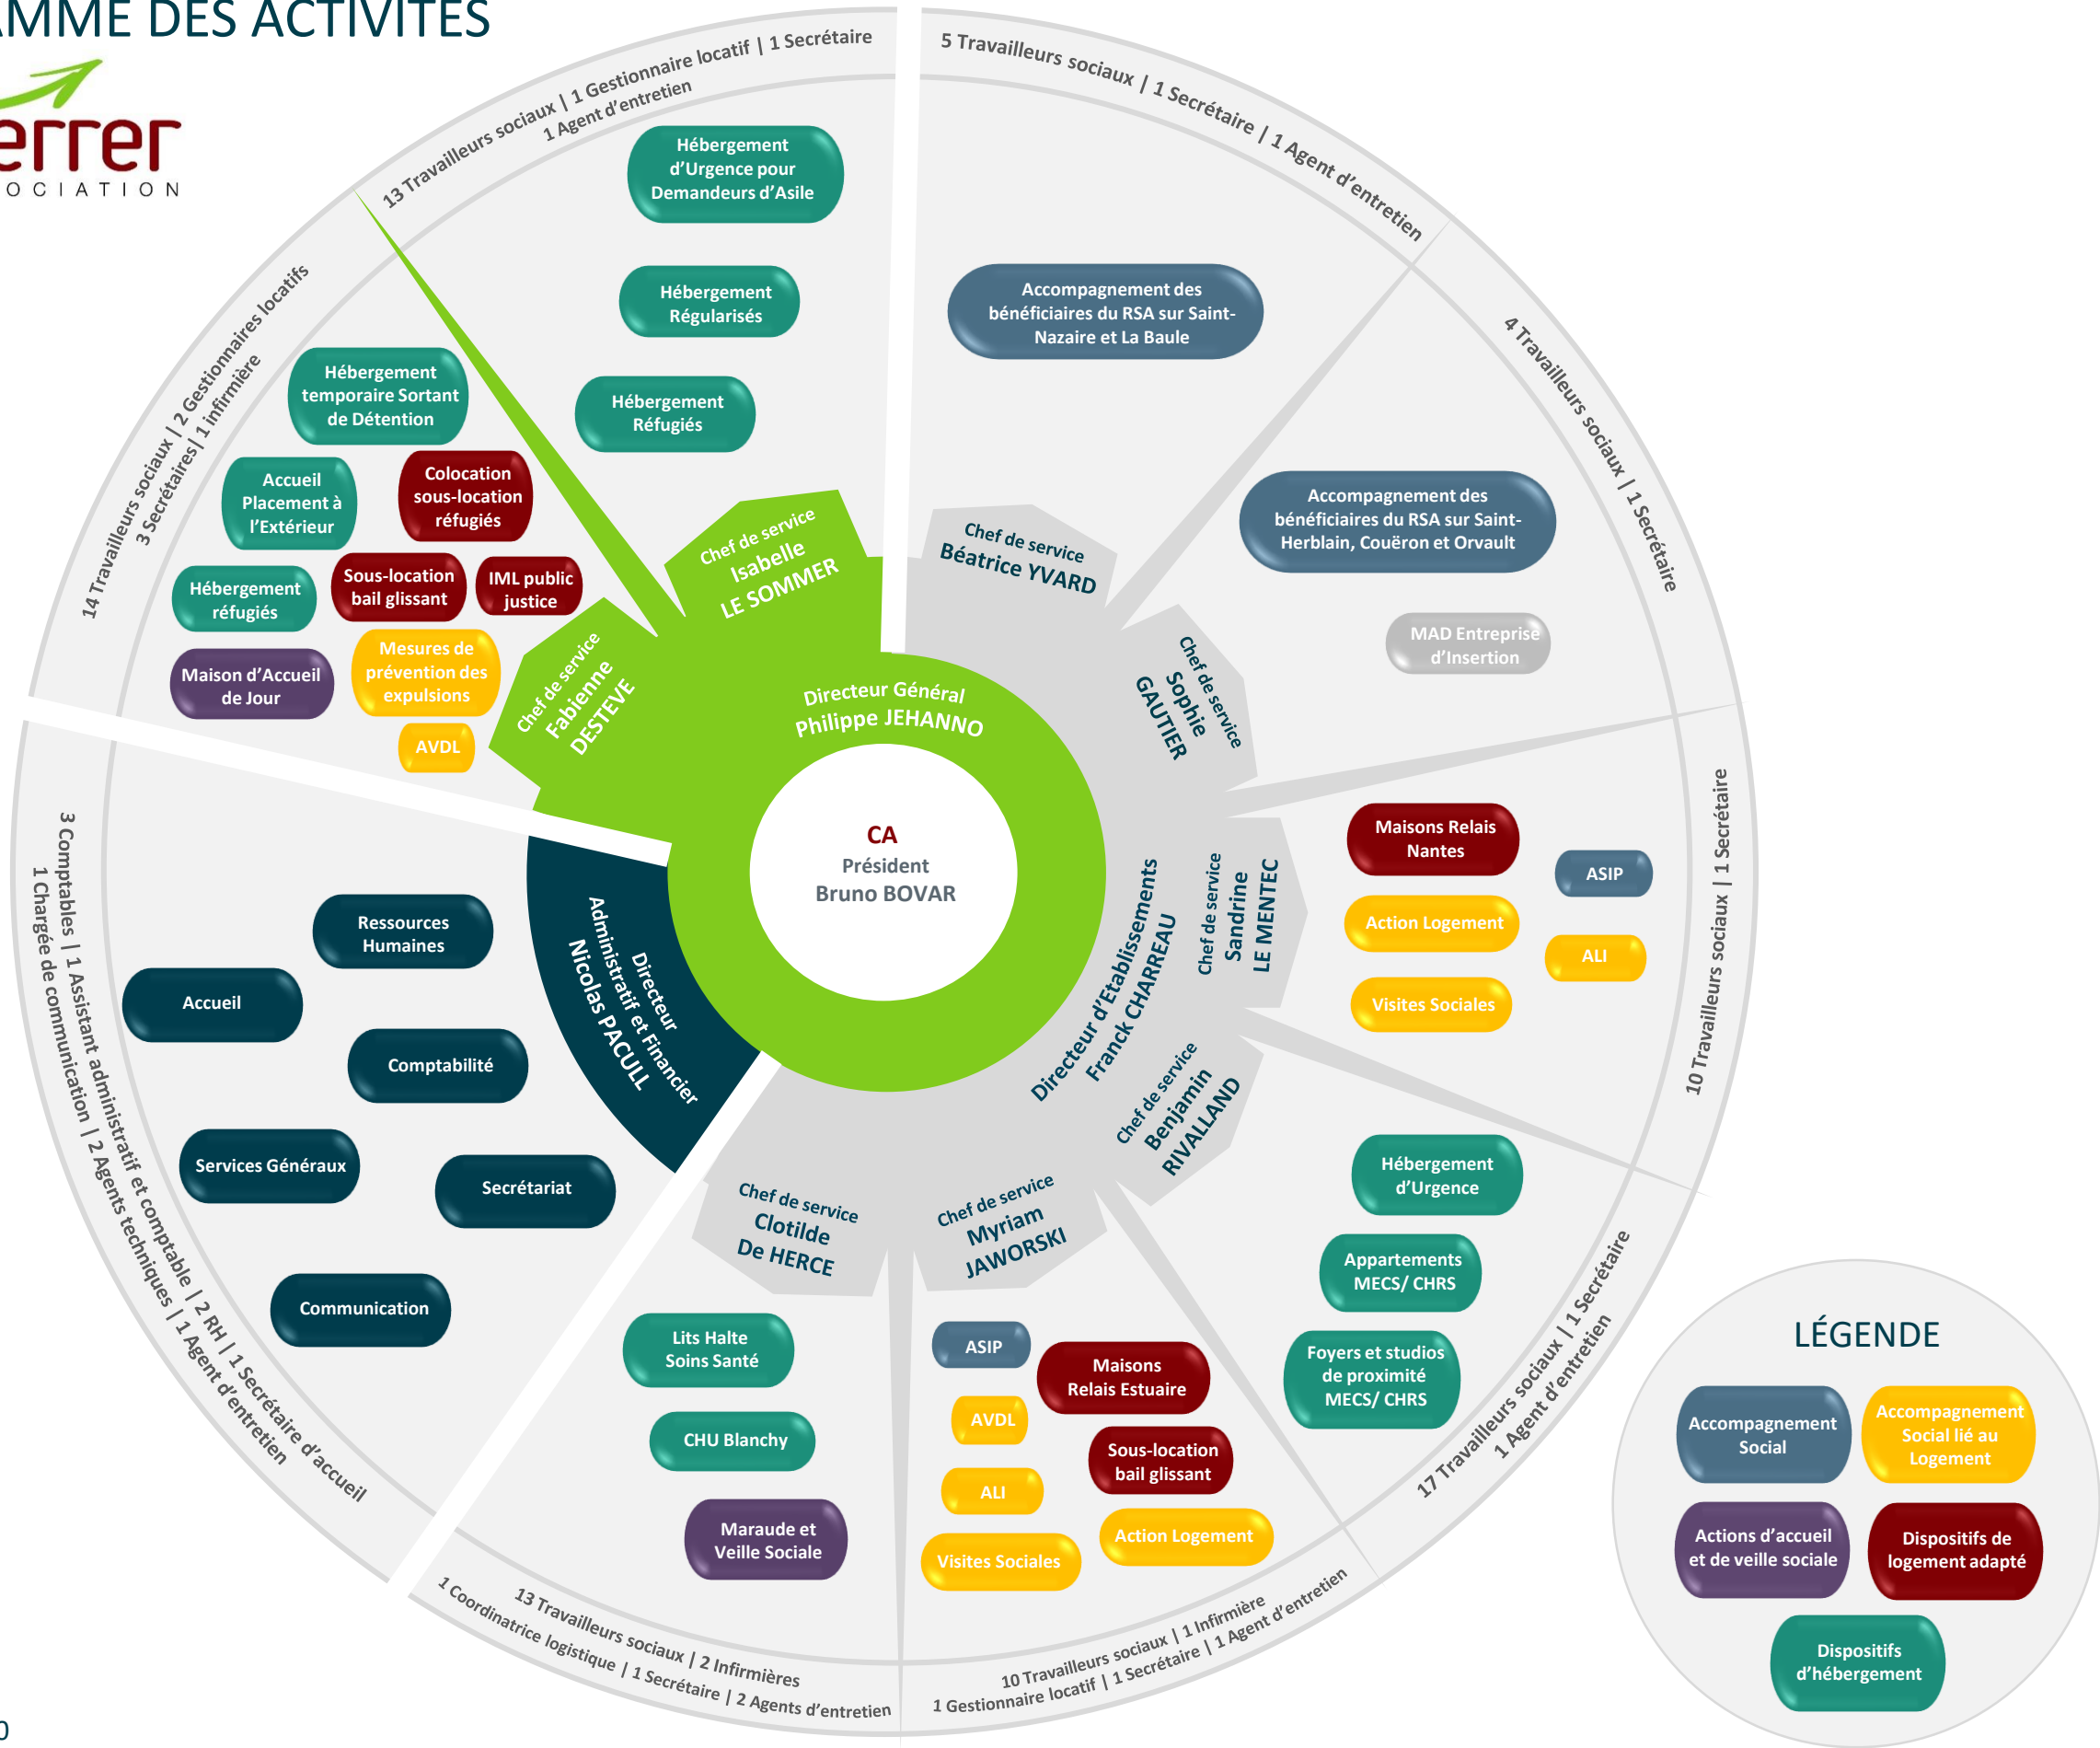 AMME DES ACTIVITES
errer
OCIATION
13 Travailleurs sociaux | 1 Gestionnaire locatif | 1 Secrétaire
1 Agent d'entretien
Hébergement
d'Urgence pour
Demandeurs d'Asile
Hébergement
Régularisés
Hébergement
Réfugiés
Chef de service
Isabelle
LE SOMMER
5 Travailleurs sociaux | 1 Secrétaire | 1 Agent d'entretien
Accompagnement des
bénéficiaires du RSA sur Saint-
Nazaire et La Baule
Chef de service
Béatrice YVARD
4 Travailleurs sociaux | 1 Secrétaire
Accompagnement des
bénéficiaires du RSA sur Saint-
Herblain, Couëron et Orvault
MAD Entreprise
d'Insertion
Chef de service
Sophie
GAUTIER
10 Travailleurs sociaux | 1 Secrétaire
Maisons Relais
Nantes
ASIP
Action Logement
ALI
Visites Sociales
Chef de service
Sandrine
LE MENTEC
17 Travailleurs sociaux | 1 Secrétaire
1 Agent d'entretien
Hébergement
d'Urgence
Appartements
MECS/ CHRS
Foyers et studios
de proximité
MECS/ CHRS
Chef de service
Benjamin
RIVALLAND
Directeur d'Etablissements
Franck CHARREAU
10 Travailleurs sociaux | 1 Infirmière
1 Gestionnaire locatif | 1 Secrétaire | 1 Agent d'entretien
ASIP
Maisons
Relais Estuaire
AVDL
Sous-location
bail glissant
ALI
Action Logement
Visites Sociales
Chef de service
Myriam
JAWORSKI
13 Travailleurs sociaux | 2 Infirmières
1 Coordinatrice logistique | 1 Secrétaire | 2 Agents d'entretien
Lits Halte
Soins Santé
CHU Blanchy
Maraude et
Veille Sociale
Chef de service
Clotilde
De HERCE
3 Comptables | 1 Assistant administratif et comptable | 2 RH | 1 Secrétaire d'accueil
1 Chargée de communication | 2 Agents techniques | 1 Agent d'entretien
Ressources
Humaines
Accueil
Comptabilité
Services Généraux
Secrétariat
Communication
Directeur
Administratif et Financier
Nicolas PACULL
14 Travailleurs sociaux | 2 Gestionnaires locatifs
3 Secrétaires| 1 infirmière
Hébergement
temporaire Sortant
de Détention
Accueil
Placement à
l'Extérieur
Colocation
sous-location
réfugiés
Hébergement
réfugiés
Sous-location
bail glissant
IML public
justice
Maison d'Accueil
de Jour
Mesures de
prévention des
expulsions
AVDL
Chef de service
Fabienne
DESTEVE
Directeur Général
Philippe JEHANNO
CA
Président
Bruno BOVAR
LÉGENDE
Accompagnement
Social
Accompagnement
Social lié au
Logement
Actions d'accueil
et de veille sociale
Dispositifs de
logement adapté
Dispositifs
d'hébergement
0